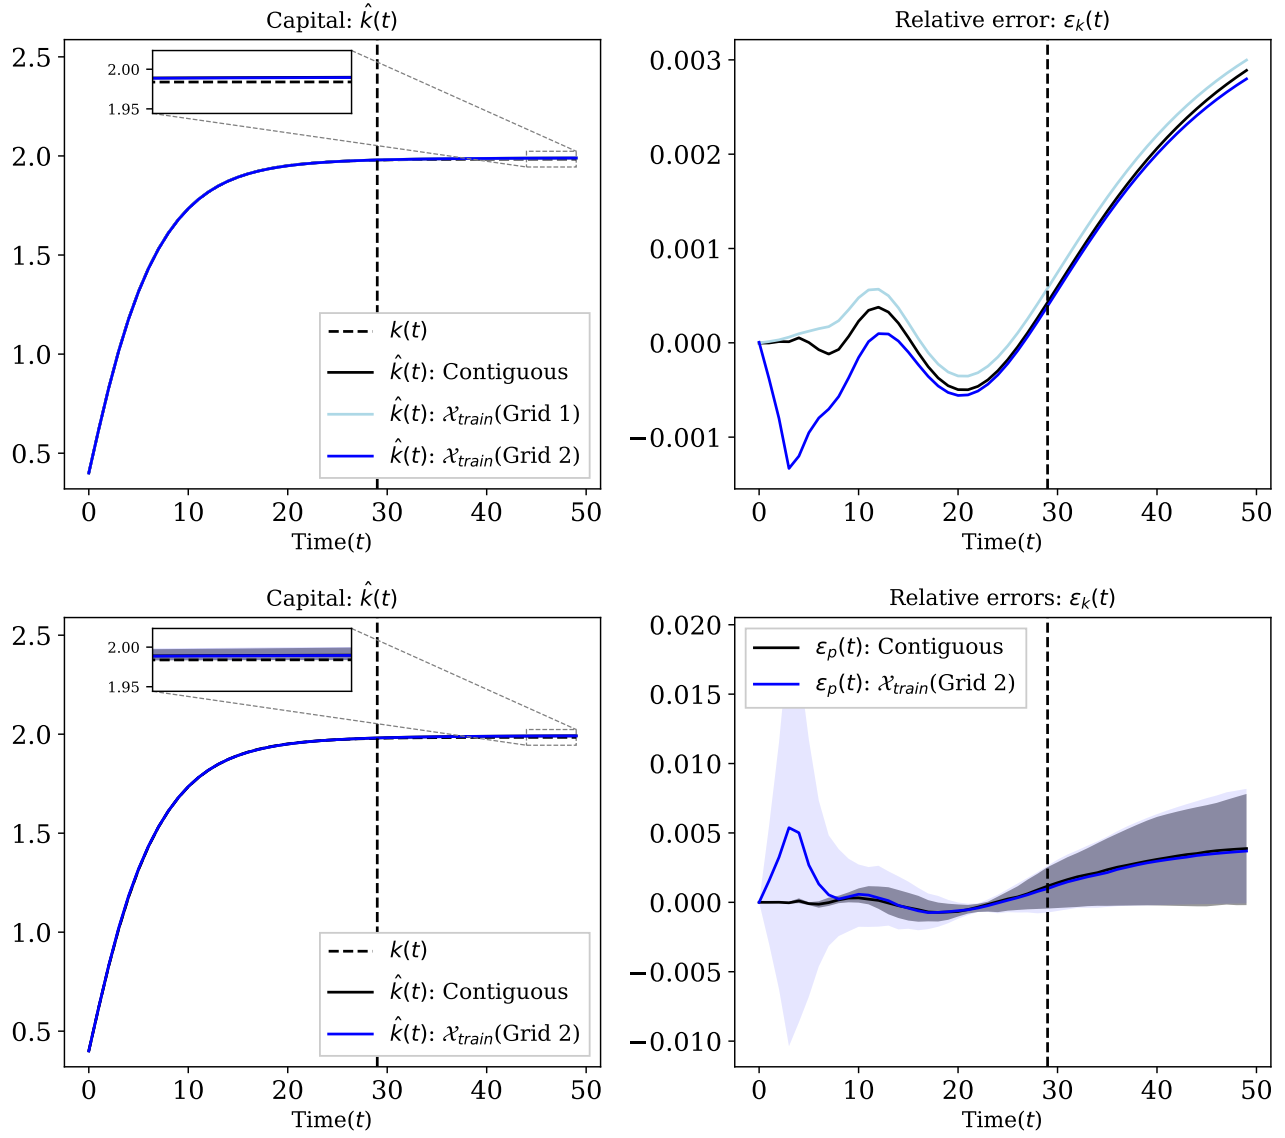 Capital: k̂(t)
2.5
2.0
1.5
1.0
0.5
2.00
1.95
k(t)
k̂(t): Contiguous
k̂(t): 𝒳train(Grid 1)
k̂(t): 𝒳train(Grid 2)
0 10 20 30 40 50
Time(t)
Relative error: εk(t)
0.003
0.002
0.001
0.000
−0.001
0 10 20 30 40 50
Time(t)
Capital: k̂(t)
2.5
2.0
1.5
1.0
0.5
2.00
1.95
k(t)
k̂(t): Contiguous
k̂(t): 𝒳train(Grid 2)
0 10 20 30 40 50
Time(t)
Relative errors: εk(t)
0.020
0.015
0.010
0.005
0.000
−0.005
−0.010
εp(t): Contiguous
εp(t): 𝒳train(Grid 2)
0 10 20 30 40 50
Time(t)